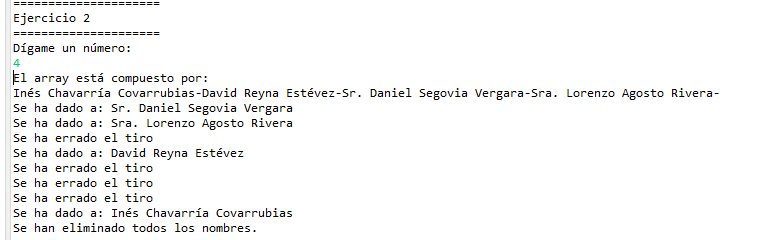 =====================
Ejercicio 2
=====================
Dígame un número:
4
El array está compuesto por:
Inés Chavarría Covarrubias-David Reyna Estévez-Sr. Daniel Segovia Vergara-Sra. Lorenzo Agosto Rivera-
Se ha dado a: Sr. Daniel Segovia Vergara
Se ha dado a: Sra. Lorenzo Agosto Rivera
Se ha errado el tiro
Se ha dado a: David Reyna Estévez
Se ha errado el tiro
Se ha errado el tiro
Se ha errado el tiro
Se ha dado a: Inés Chavarría Covarrubias
Se han eliminado todos los nombres.